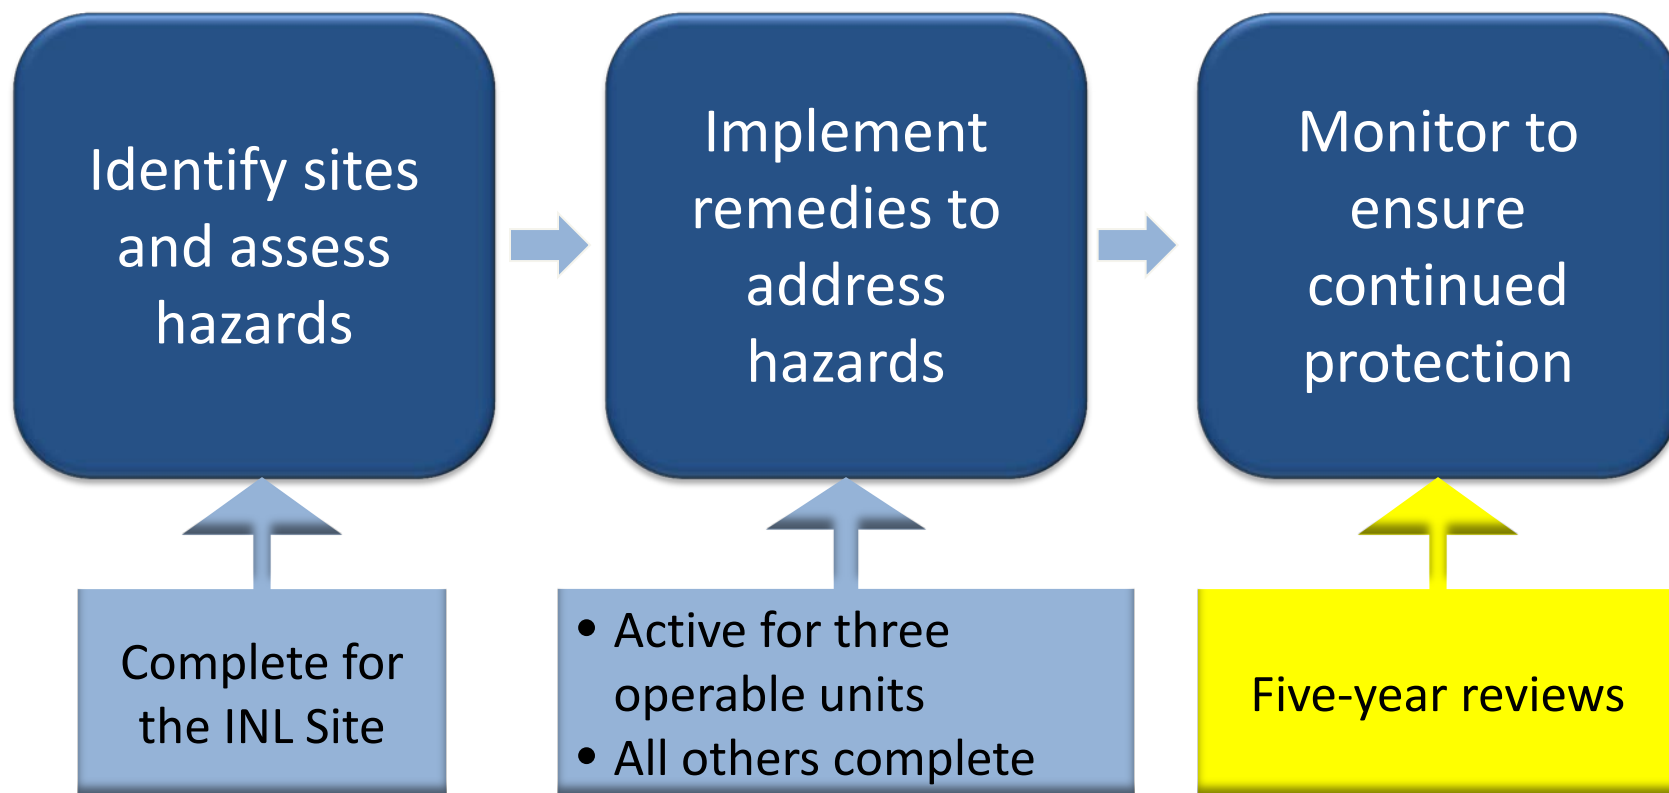 Identify sites
and assess
hazards
Implement
remedies to
address
hazards
Monitor to
ensure
continued
protection
Complete for
the INL Site
• Active for three
operable units
• All others complete
Five-year reviews